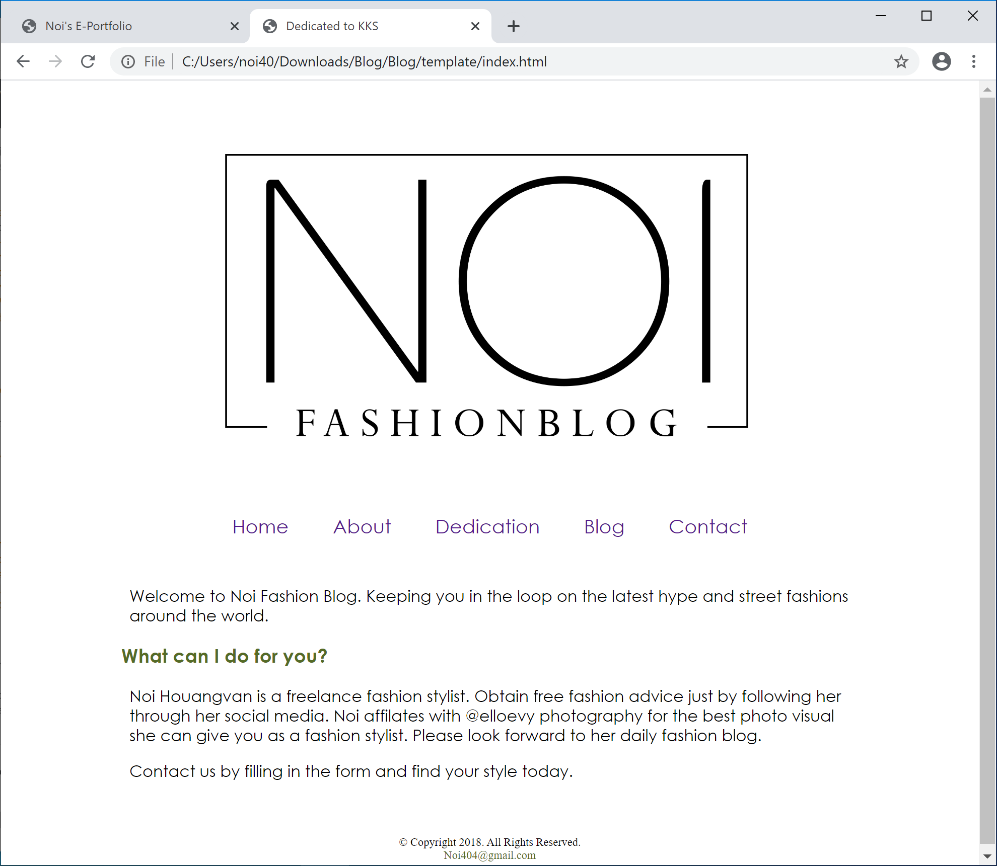 Noi's E-Portfolio
Dedicated to KKS
File
C:/Users/noi40/Downloads/Blog/Blog/template/index.html
NOI
FASHIONBLOG
Home About Dedication Blog Contact
Welcome to Noi Fashion Blog. Keeping you in the loop on the latest hype and street fashions
around the world.
What can I do for you?
Noi Houangvan is a freelance fashion stylist. Obtain free fashion advice just by following her
through her social media. Noi affilates with @elloevy photography for the best photo visual
she can give you as a fashion stylist. Please look forward to her daily fashion blog.
Contact us by filling in the form and find your style today.
© Copyright 2018. All Rights Reserved.
Noi404@gmail.com